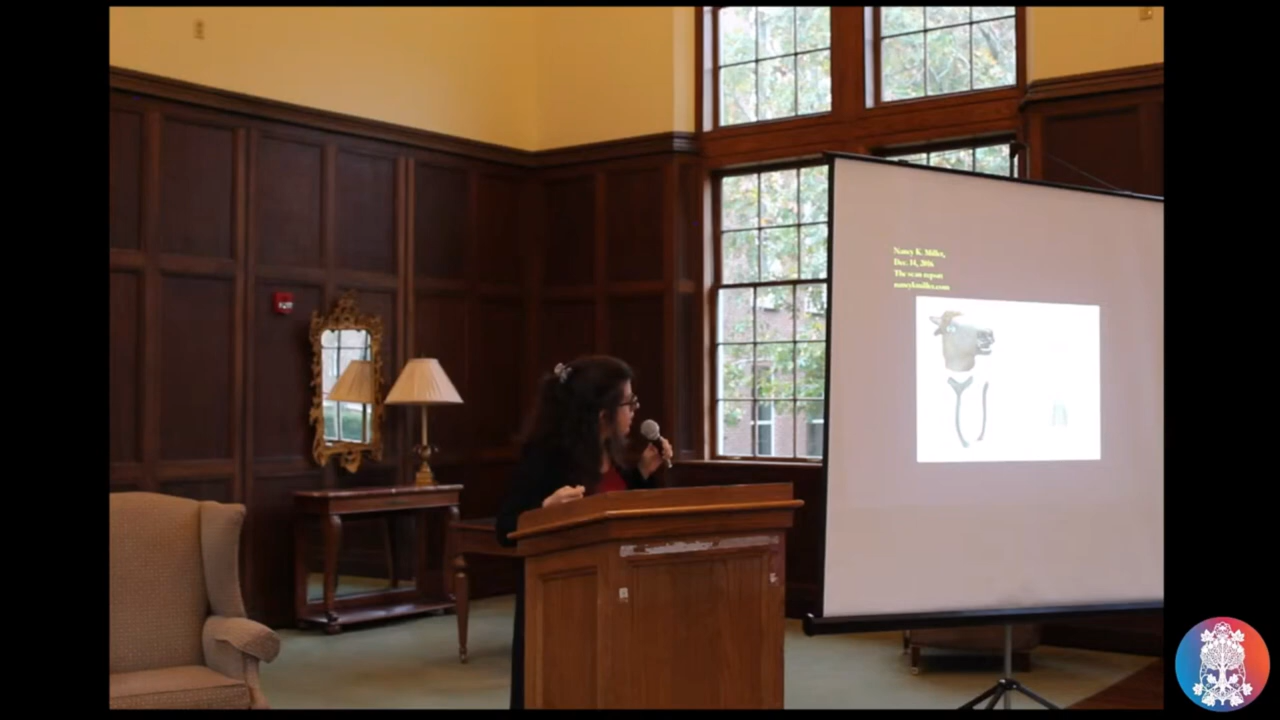 Nancy K. Miller,
Dec. 14, 2016
The scan report
nancykmiller.com